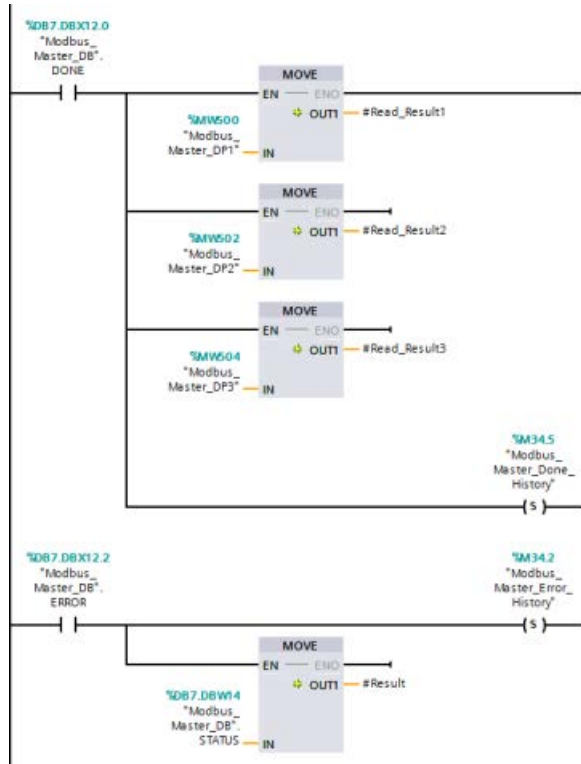 %DB7.DBX12.0
"Modbus_
Master_DB".
DONE
MOVE
EN ENO
OUT1 #Read_Result1
%MW500
"Modbus_
Master_DP1" IN
MOVE
EN ENO
OUT1 #Read_Result2
%MW502
"Modbus_
Master_DP2" IN
MOVE
EN ENO
OUT1 #Read_Result3
%MW504
"Modbus_
Master_DP3" IN
%M34.5
"Modbus_
Master_Done_
History"
S
%DB7.DBX12.2
"Modbus_
Master_DB".
ERROR
%M34.2
"Modbus_
Master_Error_
History"
S
MOVE
EN ENO
OUT1 #Result
%DB7.DBW14
"Modbus_
Master_DB".
STATUS IN